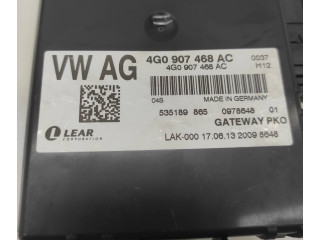 VW AG 4G0 907 468 AC 0037
4G0 907 468 AC H12
04S MADE IN GERMANY
535189 865 0978648 01
GATEWAY PKO
LEAR
CORPORATION
LAK-000 17.06.13 2009 8648